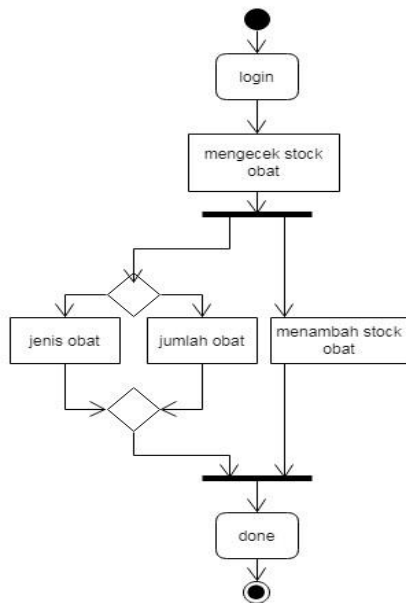 login
mengecek stock
obat
jenis obat
jumlah obat
menambah stock
obat
done